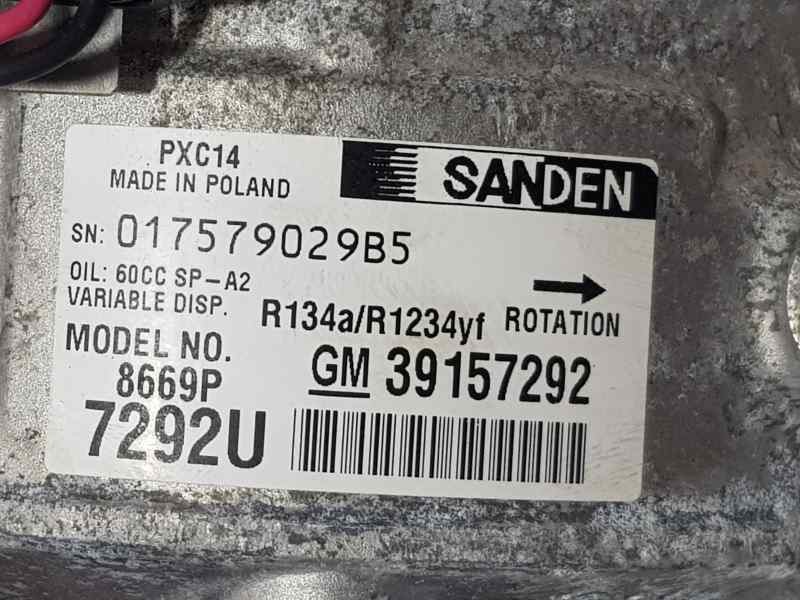 PXC14
MADE IN POLAND
SANDEN
SN: 017579029B5
OIL: 60CC SP-A2
VARIABLE DISP.
R134a/R1234yf ROTATION
MODEL NO.
8669P
GM 39157292
7292U